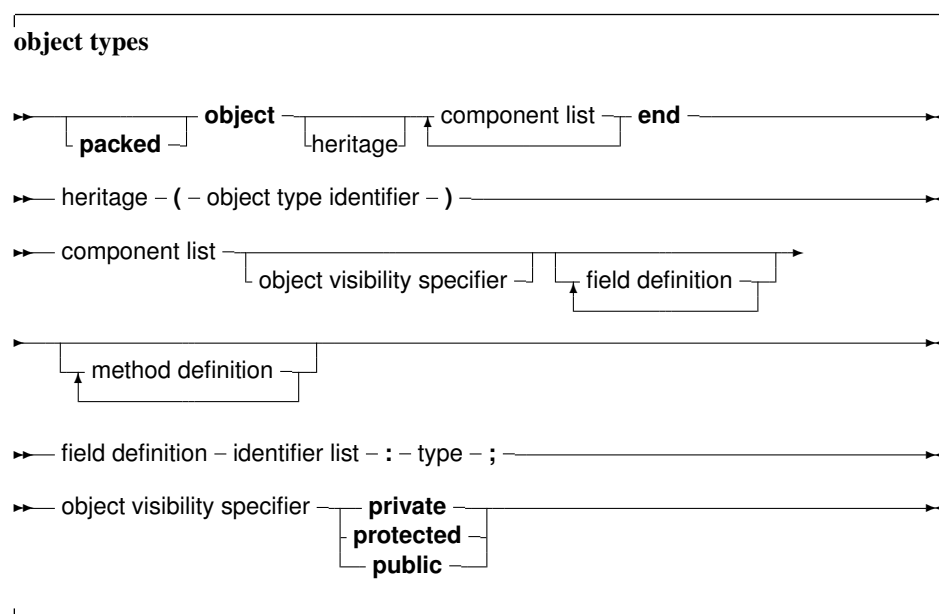 object types
packed object heritage component list end
heritage ( object type identifier )
component list object visibility specifier field definition
method definition
field definition identifier list : type ;
object visibility specifier private
protected
public